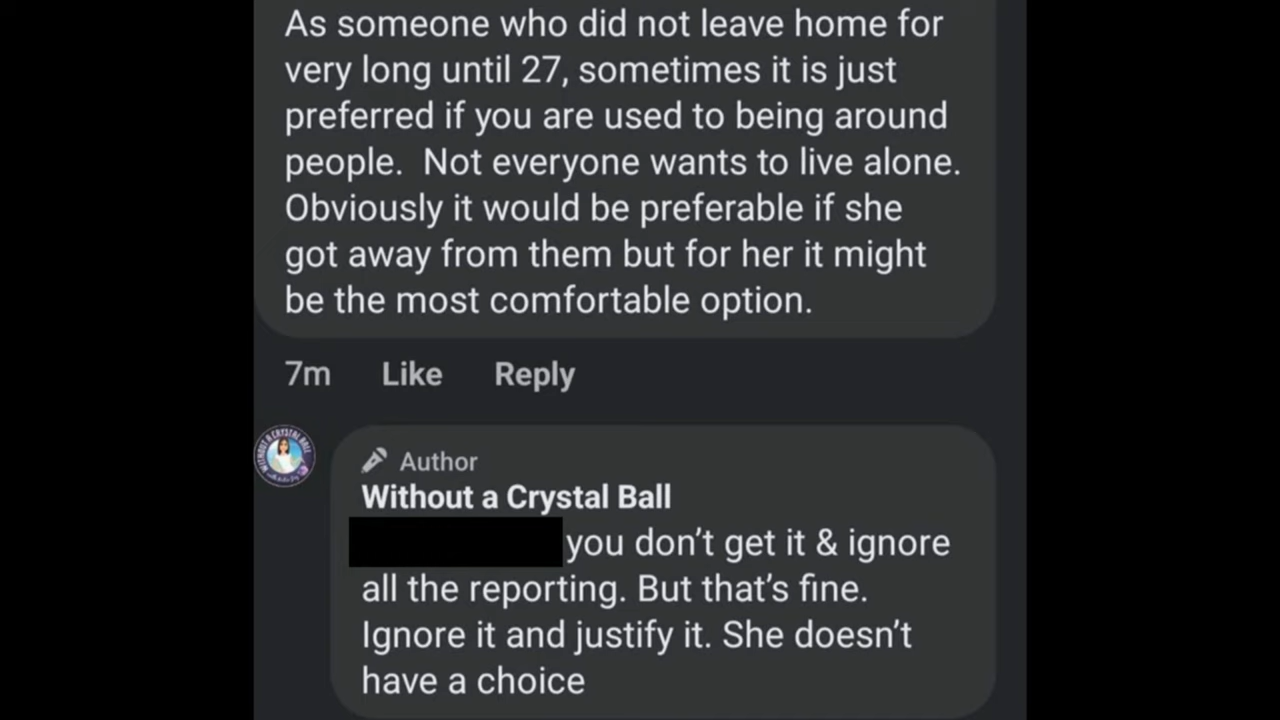 As someone who did not leave home for
very long until 27, sometimes it is just
preferred if you are used to being around
people.  Not everyone wants to live alone.
Obviously it would be preferable if she
got away from them but for her it might
be the most comfortable option.
7m Like Reply
WITHOUT A CRYSTAL BALL
Author
Without a Crystal Ball
you don’t get it & ignore
all the reporting. But that’s fine.
Ignore it and justify it. She doesn’t
have a choice